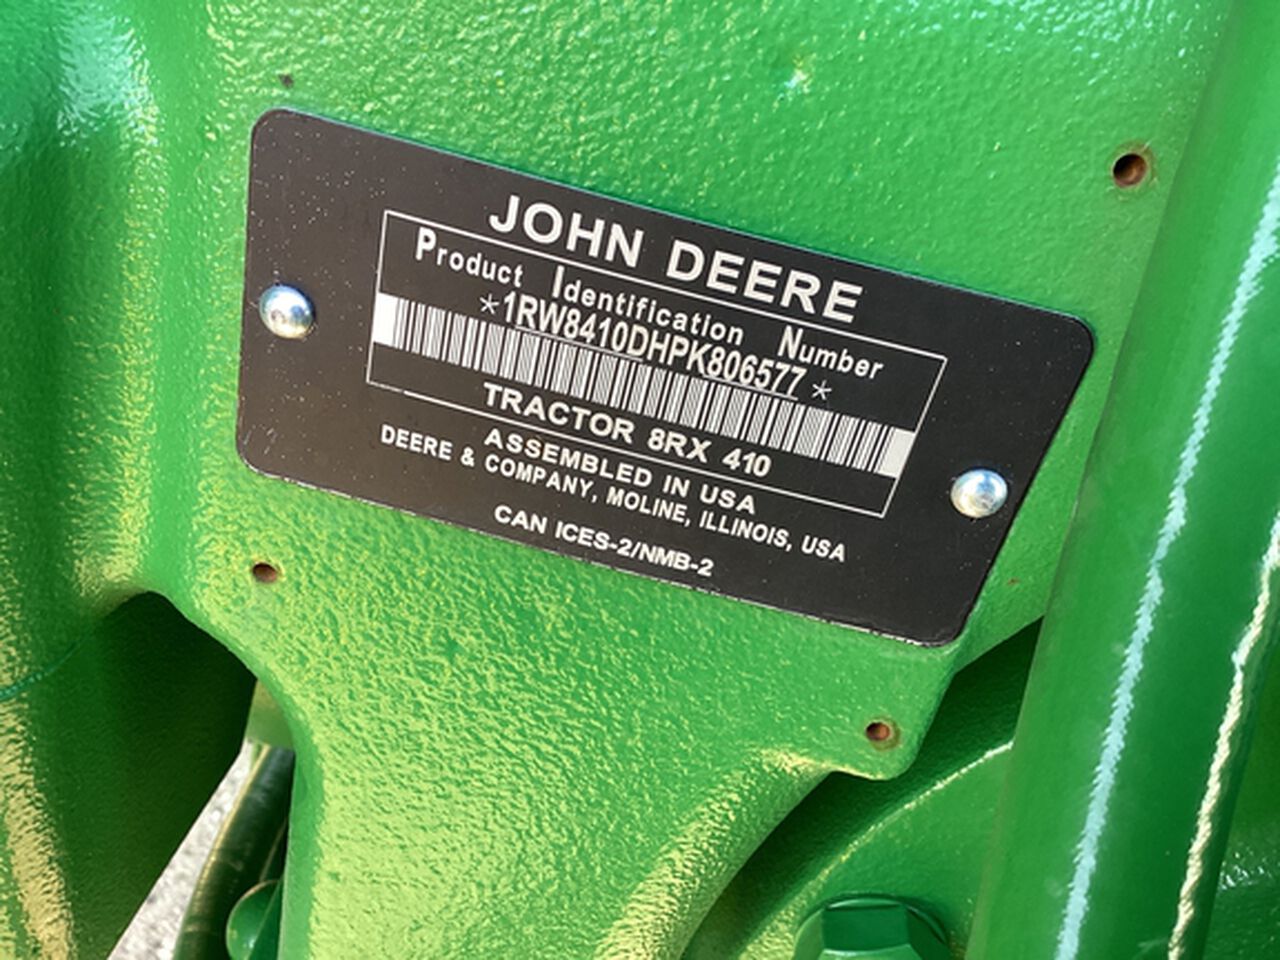 JOHN DEERE
Product Identification Number
*1RW8410DHPK806577*
TRACTOR 8RX 410
ASSEMBLED IN USA
DEERE & COMPANY, MOLINE, ILLINOIS, USA
CAN ICES-2/NMB-2